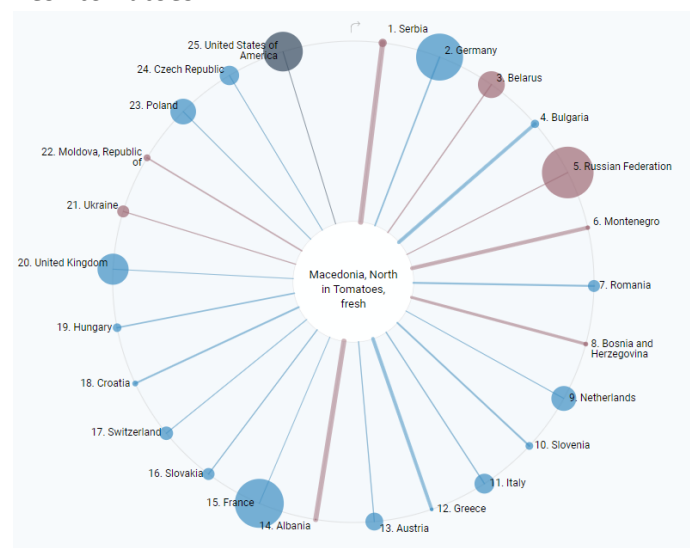 1. Serbia
2. Germany
3. Belarus
4. Bulgaria
5. Russian Federation
6. Montenegro
7. Romania
8. Bosnia and
Herzegovina
9. Netherlands
10. Slovenia
11. Italy
12. Greece
13. Austria
14. Albania
15. France
16. Slovakia
17. Switzerland
18. Croatia
19. Hungary
20. United Kingdom
21. Ukraine
22. Moldova, Republic
of
23. Poland
24. Czech Republic
25. United States of
America
Macedonia, North
in Tomatoes,
fresh